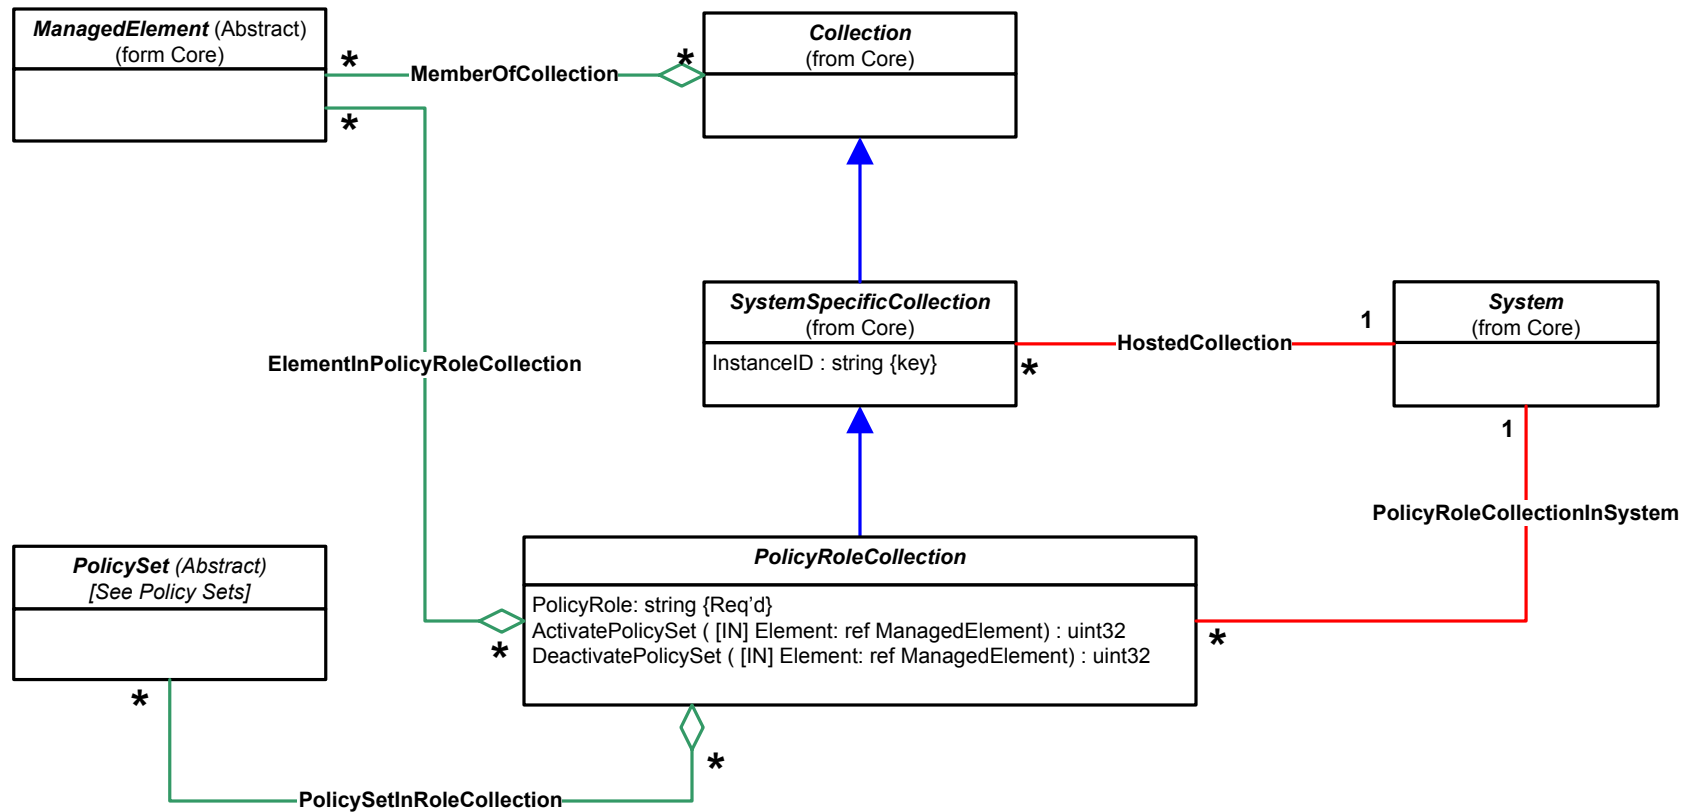 ManagedElement (Abstract)
(form Core)
*
*
MemberOfCollection
*
Collection
(from Core)
SystemSpecificCollection
(from Core)
InstanceID : string {key}
*
HostedCollection
1
System
(from Core)
1
ElementInPolicyRoleCollection
PolicyRoleCollectionInSystem
PolicySet (Abstract)
[See Policy Sets]
*
PolicyRoleCollection
PolicyRole: string {Req’d}
ActivatePolicySet ( [IN] Element: ref ManagedElement) : uint32
DeactivatePolicySet ( [IN] Element: ref ManagedElement) : uint32
*
*
*
PolicySetInRoleCollection